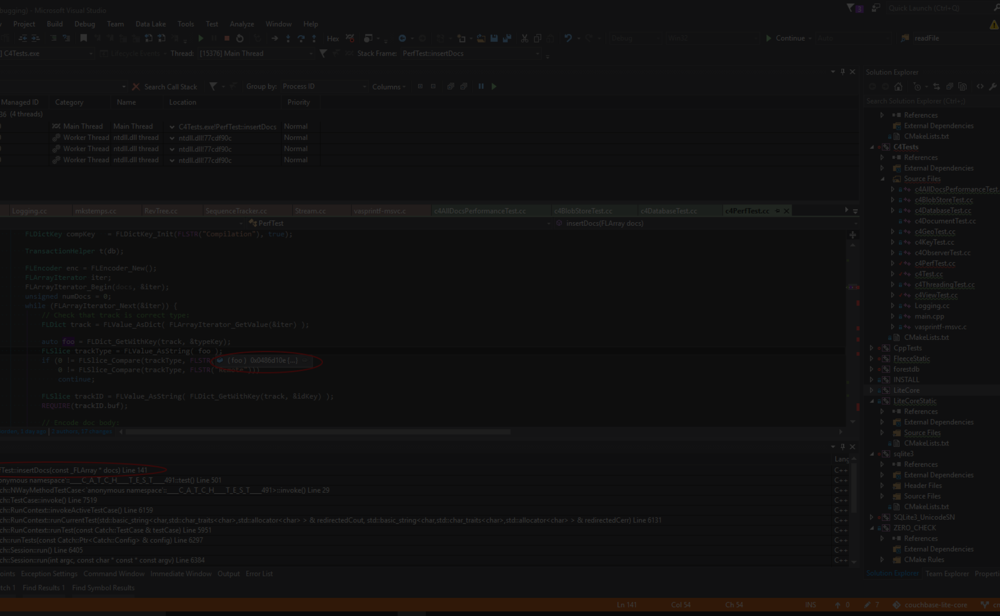 bugging) - Microsoft Visual Studio
3 Quick Launch (Ctrl+Q)
Project Build Debug Team Data Lake Tools Test Analyze Window Help
Hex Debug Win32 Continue Auto readFile
] C4Tests.exe Lifecycle Events Thread: [15376] Main Thread Stack Frame: PerfTest::insertDocs
Search Call Stack Group by: Process ID Columns
Managed ID Category Name Location Priority
36 (4 threads)
Main Thread Main Thread C4Tests.exe!PerfTest::insertDocs Normal
Worker Thread ntdll.dll thread ntdll.dll!77cdf90c Normal
Worker Thread ntdll.dll thread ntdll.dll!77cdf90c Normal
Worker Thread ntdll.dll thread ntdll.dll!77cdf90c Normal
Logging.cc mkstemps.cc RevTree.cc SequenceTracker.cc Stream.cc vasprintf-msvc.c c4AllDocsPerformanceTest.cc c4BlobStoreTest.cc c4DatabaseTest.cc c4PerfTest.cc
PerfTest insertDocs(FLArray docs)
FLDictKey compKey = FLDictKey_Init(FLSTR("Compilation"), true);
TransactionHelper t(db);
FLEncoder enc = FLEncoder_New();
FLArrayIterator iter;
FLArrayIterator_Begin(docs, &iter);
unsigned numDocs = 0;
while (FLArrayIterator_Next(&iter)) {
// Check that track is correct type:
FLDict track = FLValue_AsDict( FLArrayIterator_GetValue(&iter) );
auto foo = FLDict_GetWithKey(track, &typeKey);
FLSlice trackType = FLValue_AsString( foo );
if (0 != FLSlice_Compare(trackType, FLSTR ( foo ) 0x0486d10e {...}
0 != FLSlice_Compare(trackType, FLSTR("Remote")))
continue;
FLSlice trackID = FLValue_AsString( FLDict_GetWithKey(track, &idKey) );
REQUIRE(trackID.buf);
// Encode doc body:
orden, 1 day ago | 2 authors, 17 changes
Lang
fTest::insertDocs(const _FLArray * docs) Line 141 C++
onymous namespace'::____C_A_T_C_H____T_E_S_T____491::test() Line 501 C++
ch::NWayMethodTestCase<`anonymous namespace'::____C_A_T_C_H____T_E_S_T____491>::invoke() Line 29 C++
ch::TestCase::invoke() Line 7519 C++
ch::RunContext::invokeActiveTestCase() Line 6159 C++
ch::RunContext::runCurrentTest(std::basic_string<char,std::char_traits<char>,std::allocator<char> > & redirectedCout, std::basic_string<char,std::char_traits<char>,std::allocator<char> > & redirectedCerr) Line 6131 C++
ch::RunContext::runTest(const Catch::TestCase & testCase) Line 5951 C++
ch::runTests(const Catch::Ptr<Catch::Config> & config) Line 6297 C++
ch::Session::run() Line 6405 C++
ch::Session::run(int argc, const char * const * const argv) Line 6384 C++
oints Exception Settings Command Window Immediate Window Output Error List
tch 1 Find Results 1 Find Symbol Results
Solution Explorer
Search Solution Explorer (Ctrl+;)
References
External Dependencies
CMakeLists.txt
C4Tests
References
External Dependencies
Source Files
c4AllDocsPerformanceTest.
c4BlobStoreTest.cc
c4DatabaseTest.cc
c4DocumentTest.cc
c4GeoTest.cc
c4KeyTest.cc
c4ObserverTest.cc
c4PerfTest.cc
c4Test.cc
c4ThreadingTest.cc
c4ViewTest.cc
Logging.cc
main.cpp
vasprintf-msvc.c
CMakeLists.txt
CppTests
FleeceStatic
forestdb
INSTALL
LiteCore
LiteCoreStatic
References
External Dependencies
Source Files
CMakeLists.txt
sqlite3
References
External Dependencies
Header Files
Source Files
CMakeLists.txt
SQLite3_UnicodeSN
ZERO_CHECK
References
External Dependencies
CMake Rules
Solution Explorer Team Explorer Properti
Ln 141 Col 54 Ch 54 INS 0 7 couchbase-lite-core